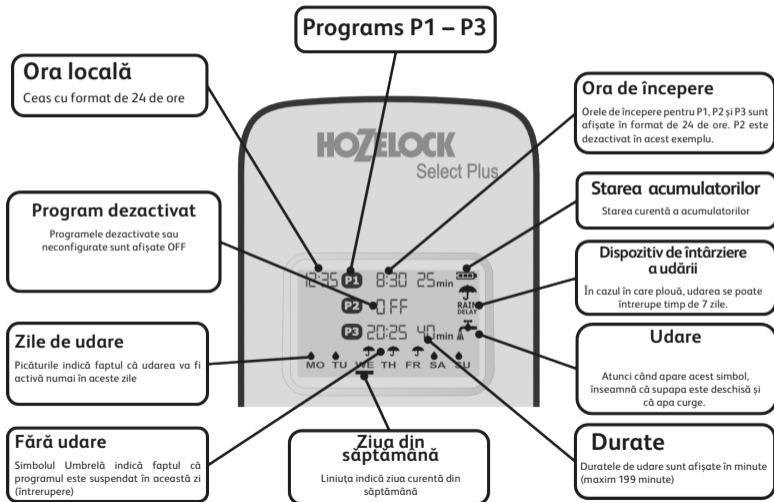 Programs P1 – P3
Ora locală
Ceas cu format de 24 de ore
Ora de începere
Orele de începere pentru P1, P2 și P3 sunt
afișate în format de 24 de ore. P2 este
dezactivat în acest exemplu.
HOZELOCK
Select Plus
Program dezactivat
Programele dezactivate sau
neconfigurate sunt afișate OFF
Starea acumulatorilor
Starea curentă a acumulatorilor
Dispozitiv de întârziere
a udării
În cazul în care plouă, udarea se poate
întrerupe timp de 7 zile.
12:35 P1 8:30 25 min
P2 OFF
RAIN
DELAY
P3 20:25 40 min
MO TU WE TH FR SA SU
Zile de udare
Picăturile indică faptul că udarea va fi
activă numai în aceste zile
Udare
Atunci când apare acest simbol,
înseamnă că supapa este deschisă și
că apa curge.
Fără udare
Simbolul Umbrelă indică faptul că
programul este suspendat în această zi
(întrerupere)
Ziua din
săptămână
Liniuța indică ziua curentă din
săptămână
Durate
Duratele de udare sunt afișate în minute
(maxim 199 minute)